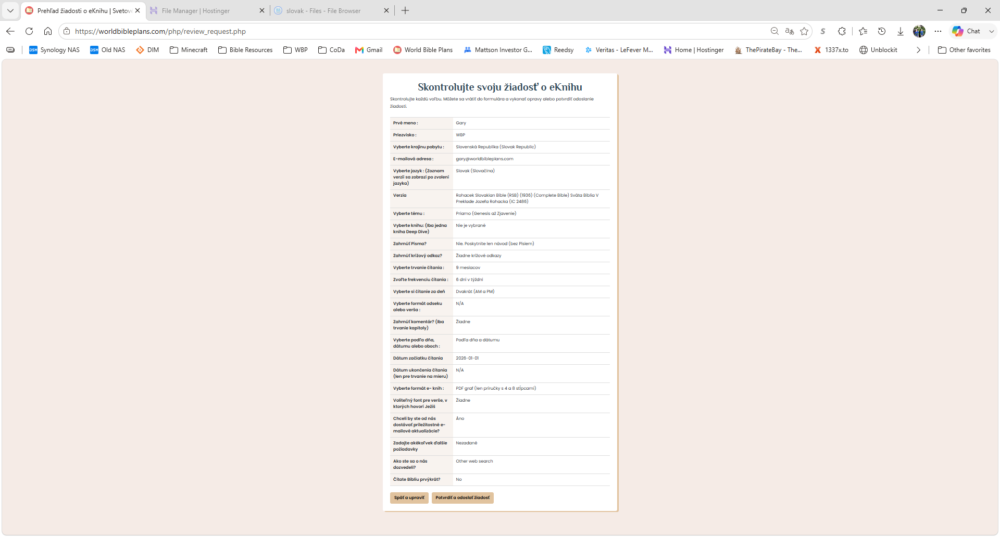 Prehľad žiadosti o eKnihu | Svetov
File Manager | Hostinger
slovak - Files - File Browser
https://worldbibleplans.com/php/review_request.php
Chat
Synology NAS
Old NAS
DIM
Minecraft
Bible Resources
WBP
CoDa
Gmail
World Bible Plans
Mattson Investor G...
Reedsy
Veritas - LeFever M...
Home | Hostinger
ThePirateBay - The...
1337x.to
Unblockit
Other favorites
Skontrolujte svoju žiadosť o eKnihu
Skontrolujte každú voľbu. Môžete sa vrátiť do formulára a vykonať opravy alebo potvrdiť odoslanie
žiadosti.
Prvé meno : Gary
Priezvisko : WBP
Vyberte krajinu pobytu : Slovenská Republika (Slovak Republic)
E-mailová adresa : gary@worldbibleplans.com
Vyberte jazyk : (Zoznam Slovak (Slovačina)
verzií sa zobrazí po zvolení
jazyka)
Verzia Rohacek Slovakian Bible (RSB) (1936) (Complete Bible) Sväta Biblia V
Preklade Jozefa Rohacka (IC 2486)
Vyberte tému : Priamo (Genesis až Zjavenie)
Vyberte knihu: (Iba jedna Nie je vybrané
kniha Deep Dive)
Zahrnúť Písma? Nie. Poskytnite len návod (bez Písiem)
Zahrnúť krížový odkaz? Žiadne krížové odkazy
Vyberte trvanie čítania : 9 mesiacov
Zvoľte frekvenciu čítania : 6 dní v týždni
Vyberte si čítanie za deň Dvakrát (AM a PM)
Vyberte formát odseku N/A
alebo verša :
Zahrnúť komentár? (Iba Žiadne
trvanie kapitoly)
Vyberte podľa dňa, Podľa dňa a dátumu
dátumu alebo oboch :
Dátum začiatku čítania 2026-01-01
Dátum ukončenia čítania N/A
(len pre trvanie na mieru)
Vyberte formát e- kníh : PDF graf (len príručky s 4 a 8 stĺpcami)
Voliteľný font pre verše, v Žiadne
ktorých hovorí Ježiš
Chceli by ste od nás Áno
dostávať príležitostné e-
mailové aktualizácie?
Zadajte akékoľvek ďalšie Nezadané
požiadavky
Ako ste sa o nás Other web search
dozvedeli?
Čítate Bibliu prvýkrát? No
Späť a upraviť
Potvrdiť a odoslať žiadosť